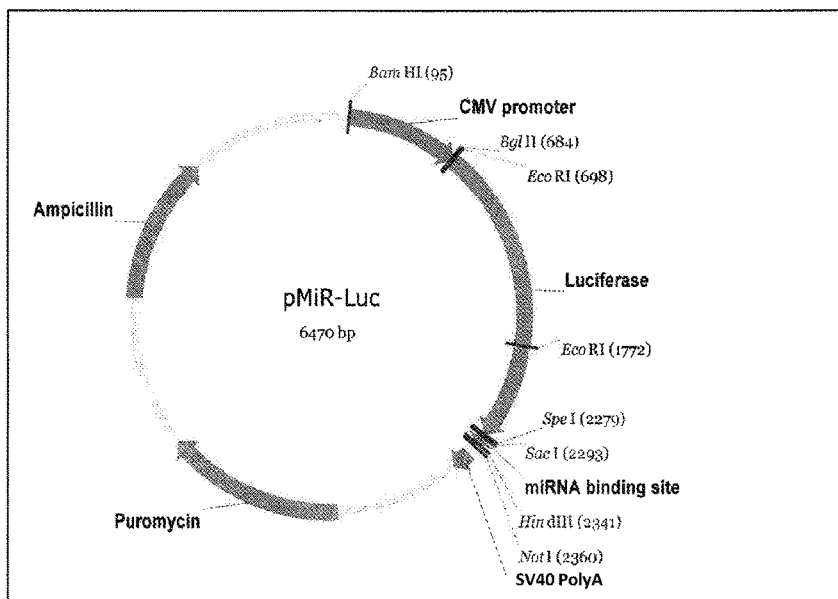 Bam HI (95)
CMV promoter
Bgl II (684)
Eco RI (698)
Ampicillin
Luciferase
pMiR-Luc
6470 bp
Eco RI (1772)
Spe I (2279)
Sac I (2293)
miRNA binding site
Hin dIII (2341)
Puromycin
Not I (2360)
SV40 PolyA